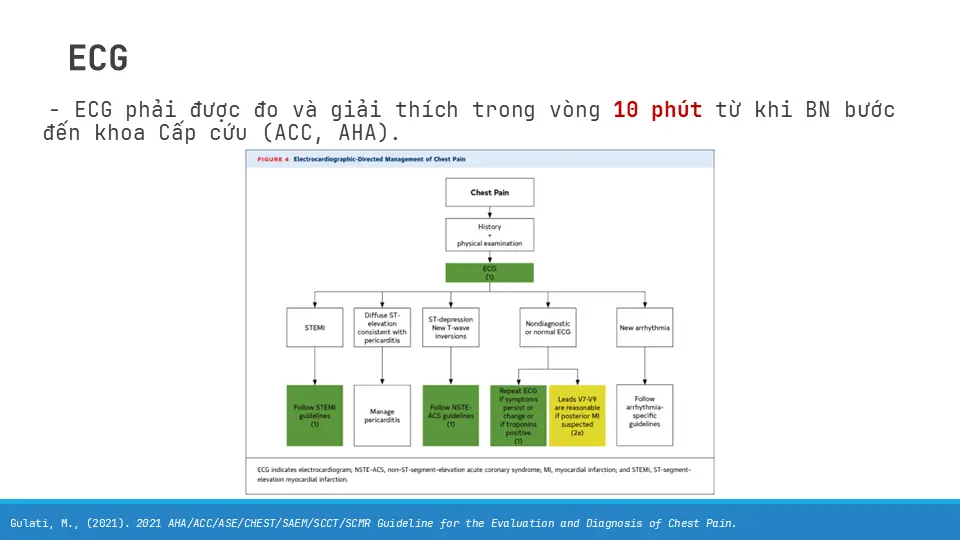 ECG
- ECG phải được đo và giải thích trong vòng 10 phút từ khi BN bước
đến khoa Cấp cứu (ACC, AHA).
FIGURE 4 Electrocardiographic-Directed Management of Chest Pain
Chest Pain
History
+
physical examination
ECG
(1)
STEMI
Diffuse ST-
elevation
consistent with
pericarditis
ST-depression
New T-wave
inversions
Nondiagnostic
or normal ECG
New arrhythmia
Follow STEMI
guidelines
(1)
Manage
pericarditis
Follow NSTE-
ACS guidelines
(1)
Repeat ECG
if symptoms
persist or
change or
if troponins
positive
(1)
Leads V7-V9
are reasonable
if posterior MI
suspected
(2a)
Follow
arrhythmia-
specific
guidelines
ECG indicates electrocardiogram; NSTE-ACS, non-ST-segment-elevation acute coronary syndrome; MI, myocardial infarction; and STEMI, ST-segment-
elevation myocardial infarction.
Gulati, M., (2021). 2021 AHA/ACC/ASE/CHEST/SAEM/SCCT/SCMR Guideline for the Evaluation and Diagnosis of Chest Pain.